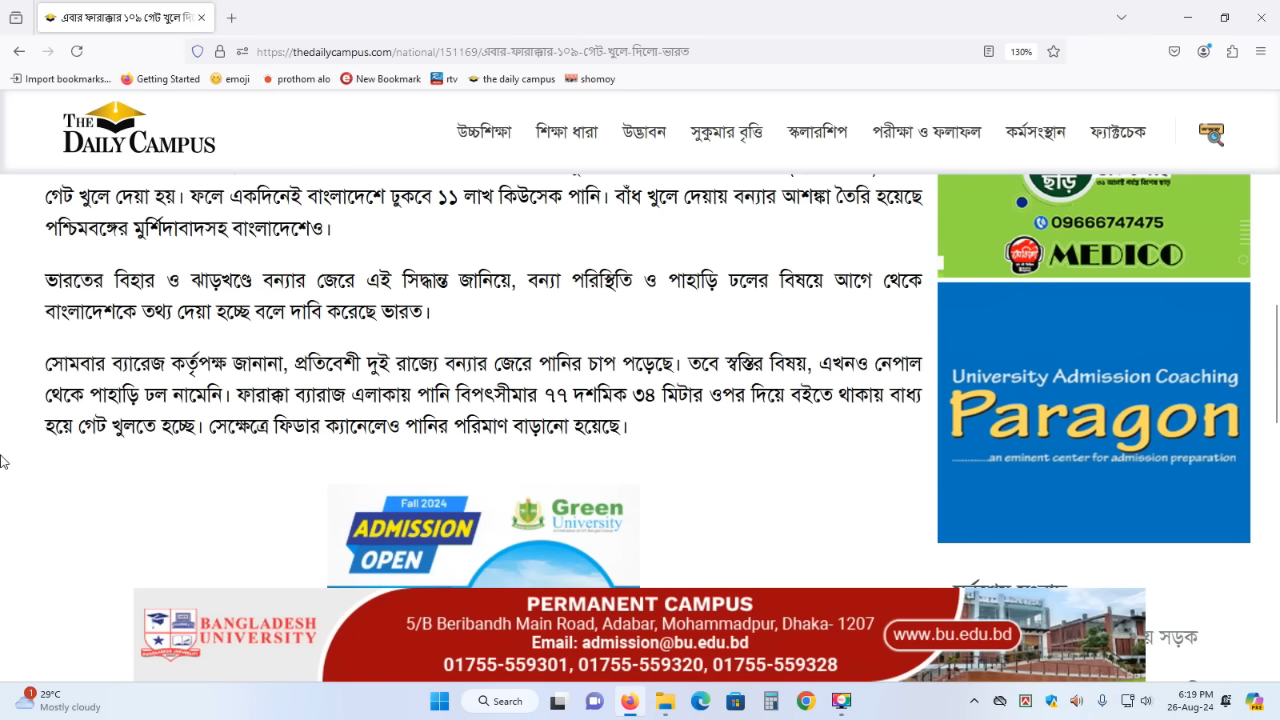 এবার ফারাক্কার ১০৯ গেট খুলে দি
https://thedailycampus.com/national/151169/এবার-ফারাক্কার-১০৯-গেট-খুলে-দিলো-ভারত
130%
Import bookmarks...
Getting Started
emoji
prothom alo
New Bookmark
rtv
the daily campus
shomoy
THE DAILY CAMPUS
উচ্চশিক্ষা
শিক্ষা ধারা
উদ্ভাবন
সুকুমার বৃত্তি
স্কলারশিপ
পরীক্ষা ও ফলাফল
কর্মসংস্থান
ফ্যাক্টচেক
গেট খুলে দেয়া হয়। ফলে একদিনেই বাংলাদেশে ঢুকবে ১১ লাখ কিউসেক পানি। বাঁধ খুলে দেয়ায় বন্যার আশঙ্কা তৈরি হয়েছে
পশ্চিমবঙ্গের মুর্শিদাবাদসহ বাংলাদেশেও।
ভারতের বিহার ও ঝাড়খণ্ডে বন্যার জেরে এই সিদ্ধান্ত জানিয়ে, বন্যা পরিস্থিতি ও পাহাড়ি ঢলের বিষয়ে আগে থেকে
বাংলাদেশকে তথ্য দেয়া হচ্ছে বলে দাবি করেছে ভারত।
সোমবার ব্যারেজ কর্তৃপক্ষ জানানা, প্রতিবেশী দুই রাজ্যে বন্যার জেরে পানির চাপ পড়েছে। তবে স্বস্তির বিষয়, এখনও নেপাল
থেকে পাহাড়ি ঢল নামেনি। ফারাক্কা ব্যারাজ এলাকায় পানি বিপৎসীমার ৭৭ দশমিক ৩৪ মিটার ওপর দিয়ে বইতে থাকায় বাধ্য
হয়ে গেট খুলতে হচ্ছে। সেক্ষেত্রে ফিডার ক্যানেলেও পানির পরিমাণ বাড়ানো হয়েছে।
ছাড়
09666747475
MEDICO
University Admission Coaching
Paragon
an eminent center for admission preparation
Fall 2024
ADMISSION
OPEN
Green
University
BANGLADESH
UNIVERSITY
PERMANENT CAMPUS
5/B Beribandh Main Road, Adabar, Mohammadpur, Dhaka- 1207
Email: admission@bu.edu.bd
01755-559301, 01755-559320, 01755-559328
www.bu.edu.bd
সড়ক
1
29°C
Mostly cloudy
Search
6:19 PM
26-Aug-24